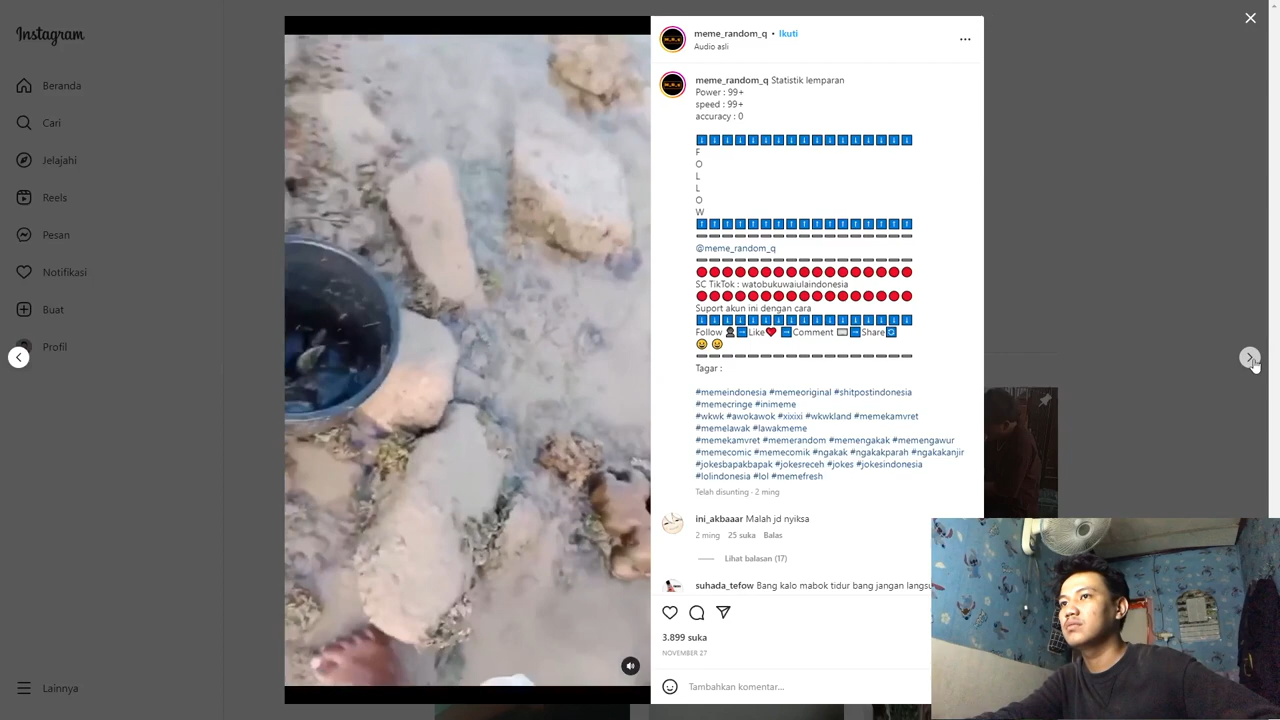 Instagram
Beranda
Cari
Jelajahi
Reels
Pesan
Notifikasi
Buat
Profil
Lainnya
meme_random_q • Ikuti
Audio asli
meme_random_q Statistik lemparan
Power : 99+
speed : 99+
accuracy : 0
F
O
L
L
O
W
@meme_random_q
SC TikTok : watobukuwaiulaindonesia
Suport akun ini dengan cara
Follow Like Comment Share
Tagar :
#memeindonesia #memeoriginal #shitpostindonesia
#memecringe #inimeme
#wkwk #awokawok #xixixi #wkwkland #memekamvret
#memelawak #lawakmeme
#memekamvret #memerandom #memengakak #memengawur
#memecomic #memecomik #ngakak #ngakakparah #ngakakanjir
#jokesbapakbapak #jokesreceh #jokes #jokesindonesia
#lolindonesia #lol #memefresh
Telah disunting · 2 ming
ini_akbaaar Malah jd nyiksa
2 ming 25 suka Balas
Lihat balasan (17)
suhada_tefow Bang kalo mabok tidur bang jangan langsu
3.899 suka
NOVEMBER 27
Tambahkan komentar...